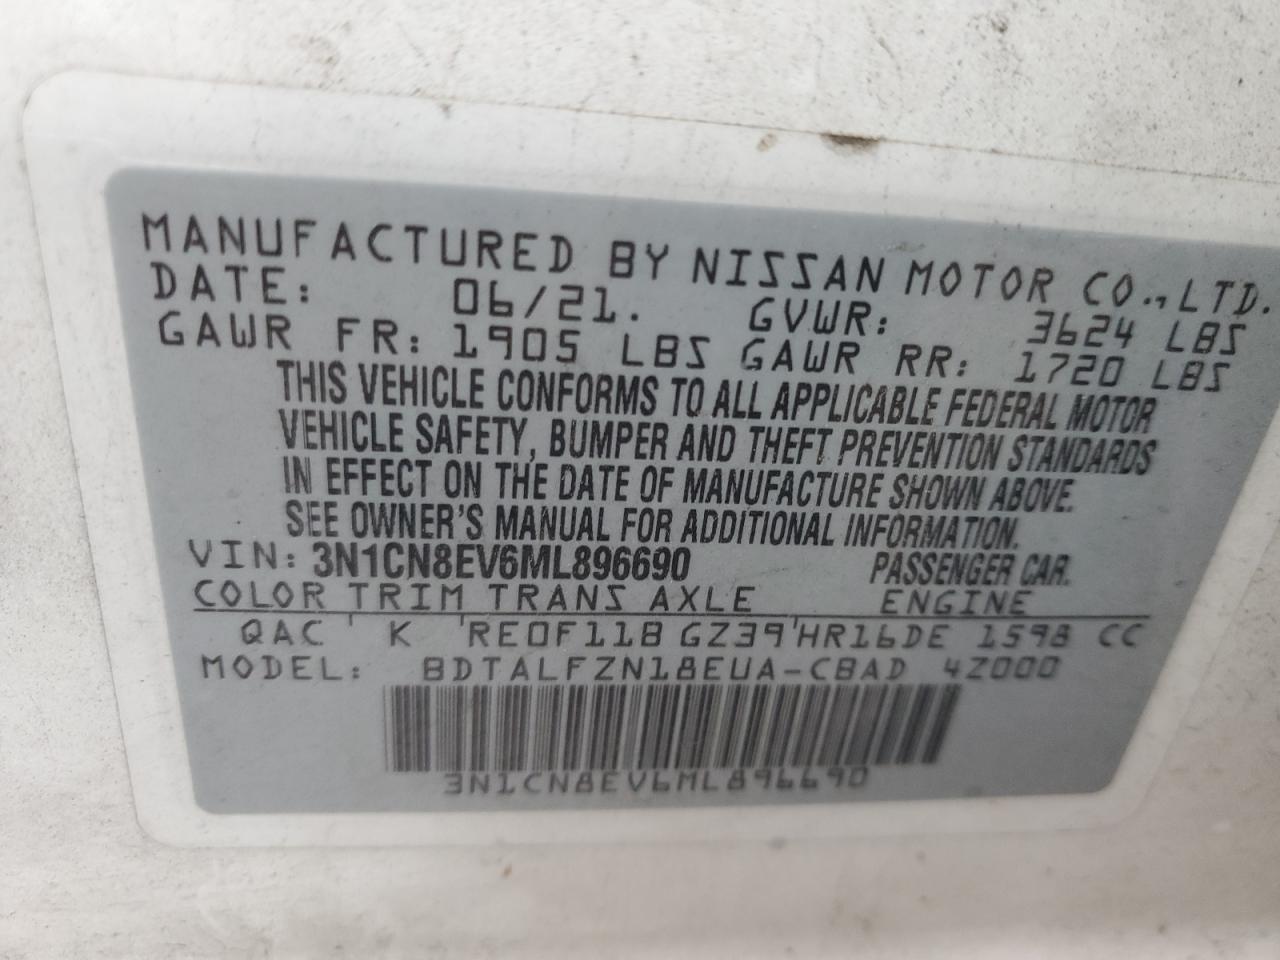 MANUFACTURED BY NISSAN MOTOR CO., LTD.
DATE: 06/21. GVWR: 3624 LBS
GAWR FR: 1905 LBS GAWR RR: 1720 LBS
THIS VEHICLE CONFORMS TO ALL APPLICABLE FEDERAL MOTOR
VEHICLE SAFETY, BUMPER AND THEFT PREVENTION STANDARDS
IN EFFECT ON THE DATE OF MANUFACTURE SHOWN ABOVE.
SEE OWNER'S MANUAL FOR ADDITIONAL INFORMATION.
VIN: 3N1CN8EV6ML896690 PASSENGER CAR.
COLOR TRIM TRANS AXLE ENGINE
QAC K RE0F11B GZ39 HR16DE 1598 CC
MODEL: BDTALFZN18EUA-CBAD 4Z000
3N1CN8EV6ML896690